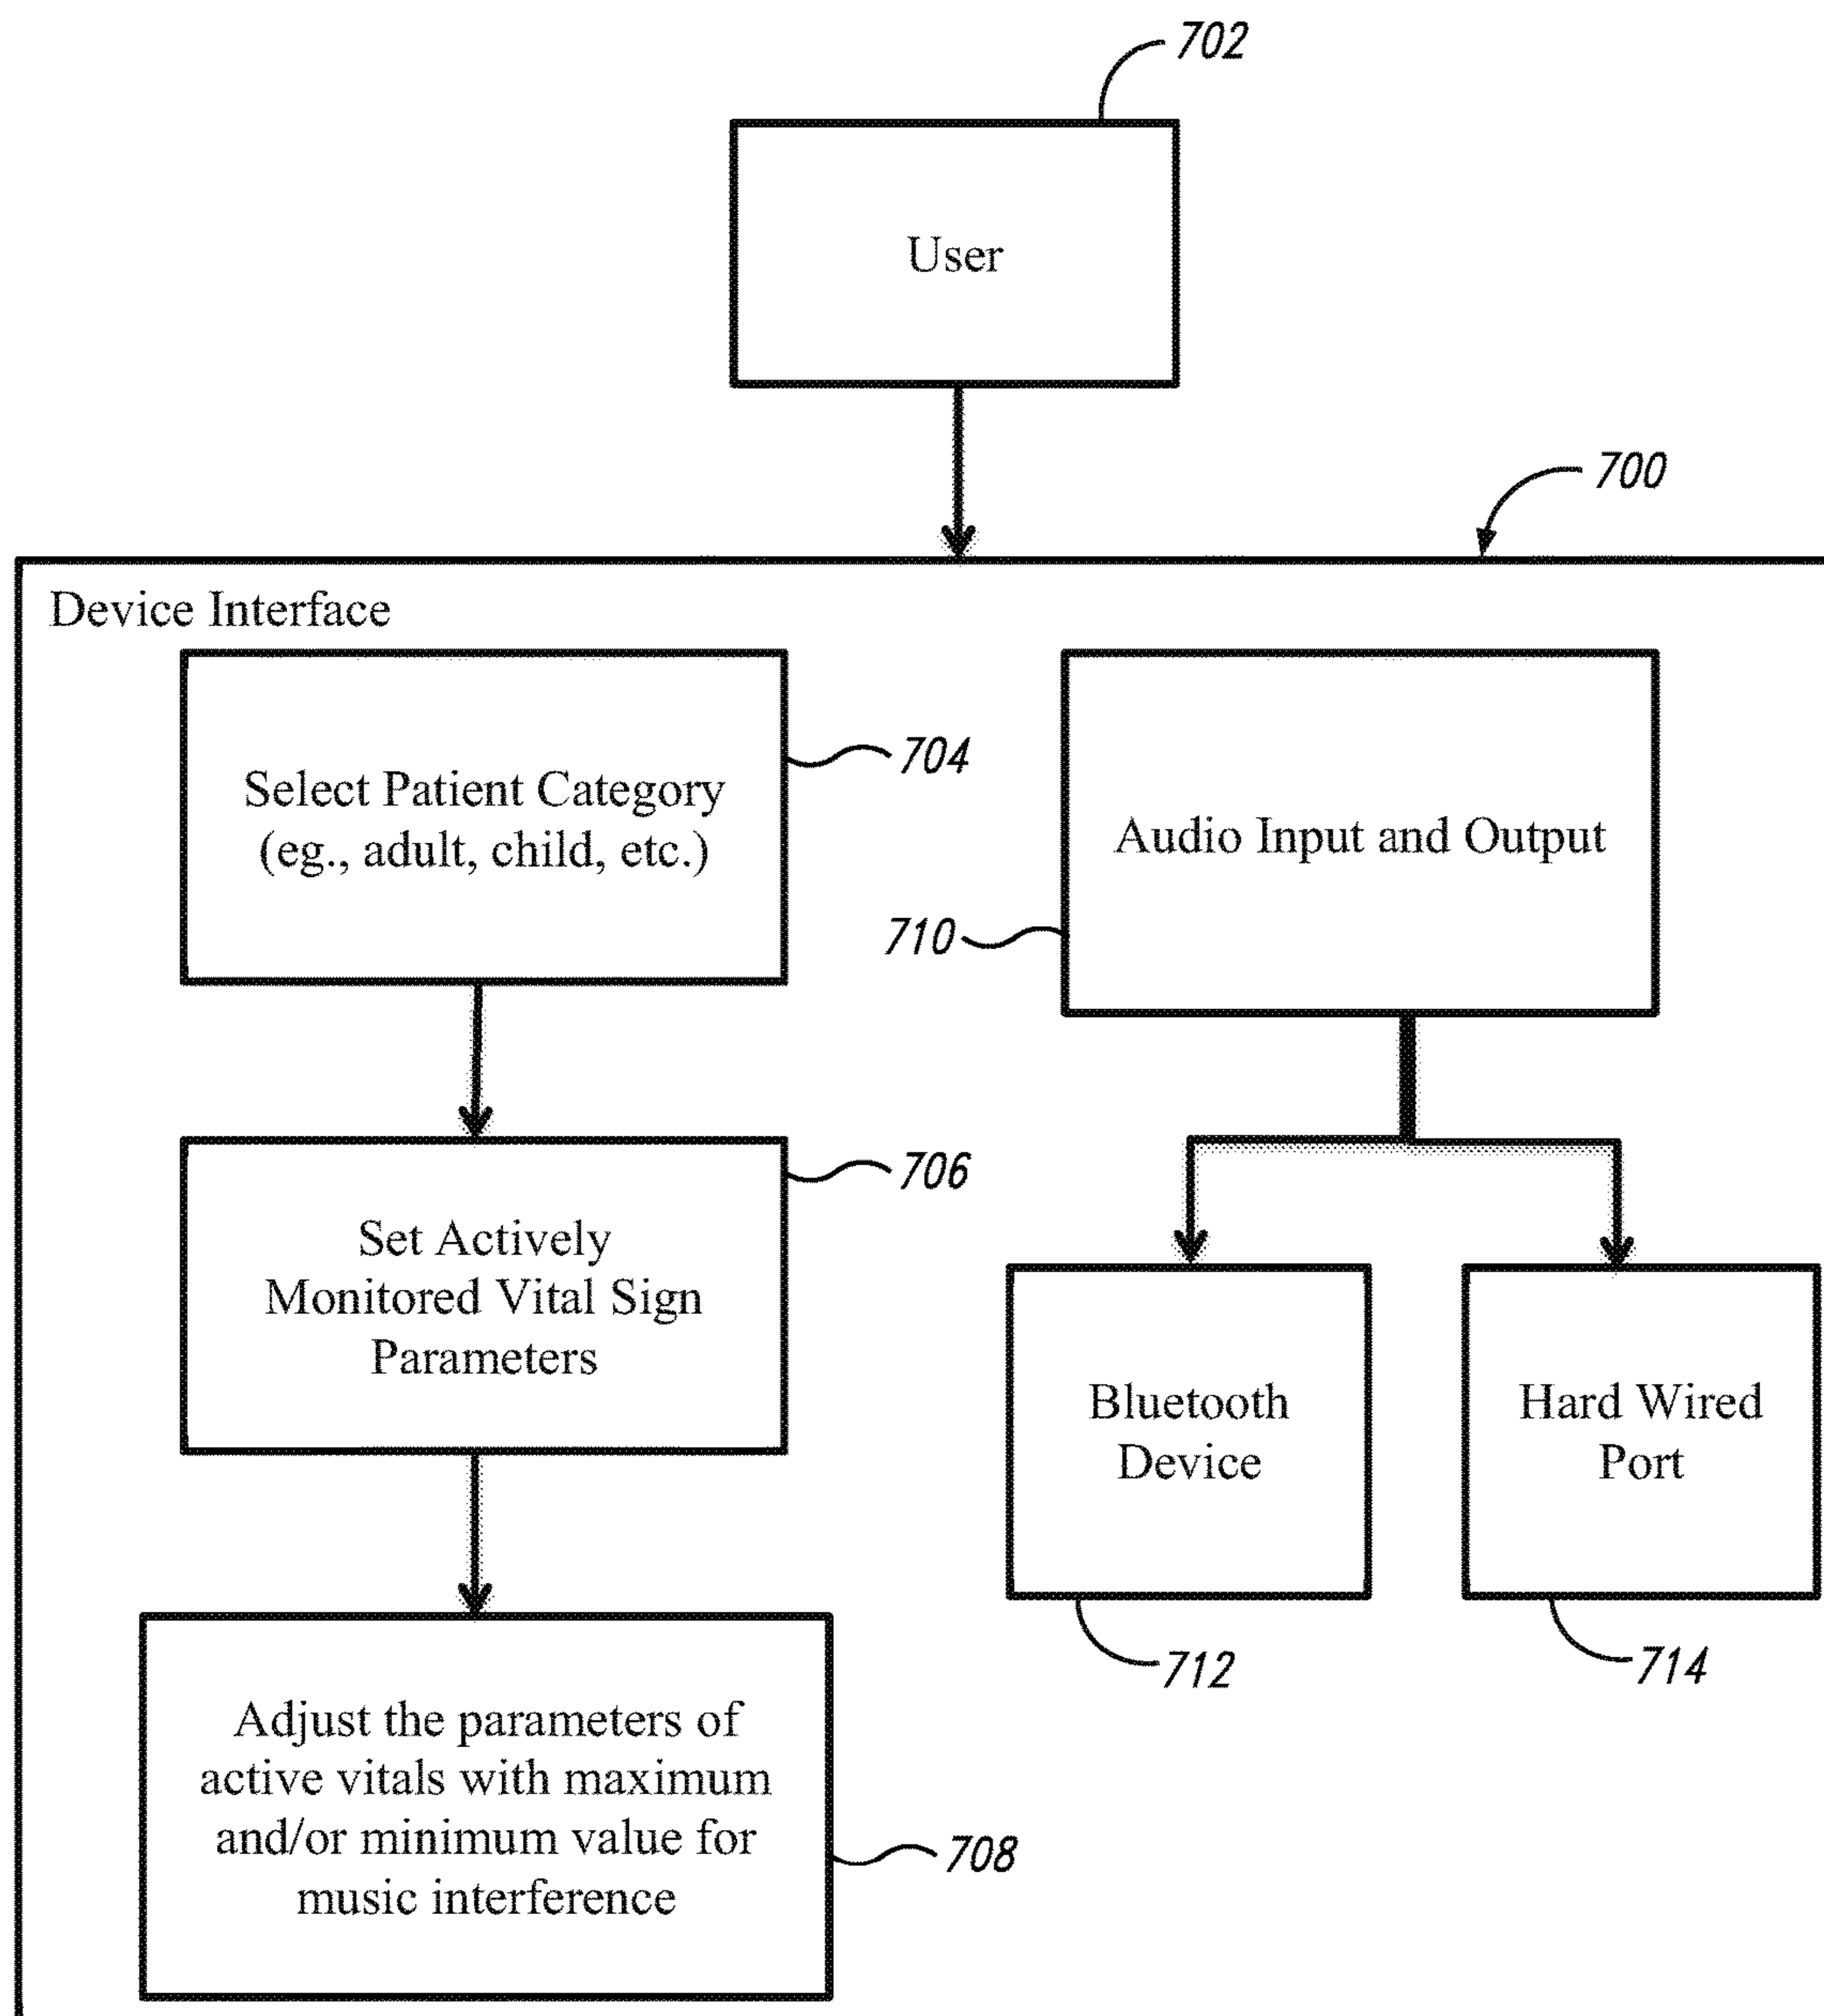 702
User
700
Device Interface
Select Patient Category
(eg., adult, child, etc.)
704
Audio Input and Output
710
Set Actively
Monitored Vital Sign
Parameters
706
Bluetooth
Device
712
Hard Wired
Port
714
Adjust the parameters of
active vitals with maximum
and/or minimum value for
music interference
708